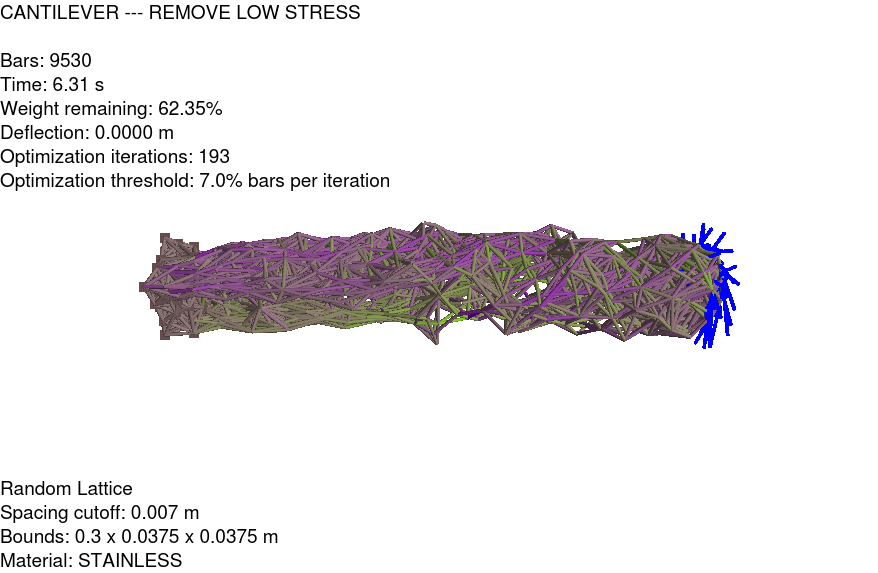 CANTILEVER --- REMOVE LOW STRESS
Bars: 9530
Time: 6.31 s
Weight remaining: 62.35%
Deflection: 0.0000 m
Optimization iterations: 193
Optimization threshold: 7.0% bars per iteration
Random Lattice
Spacing cutoff: 0.007 m
Bounds: 0.3 x 0.0375 x 0.0375 m
Material: STAINLESS